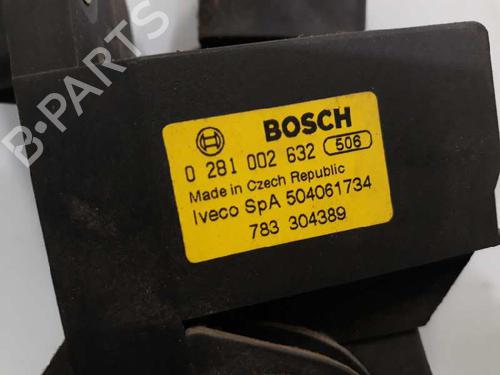 BOSCH
0 281 002 632 506
Made in Czech Republic
Iveco SpA 504061734
783 304389
B-PARTS